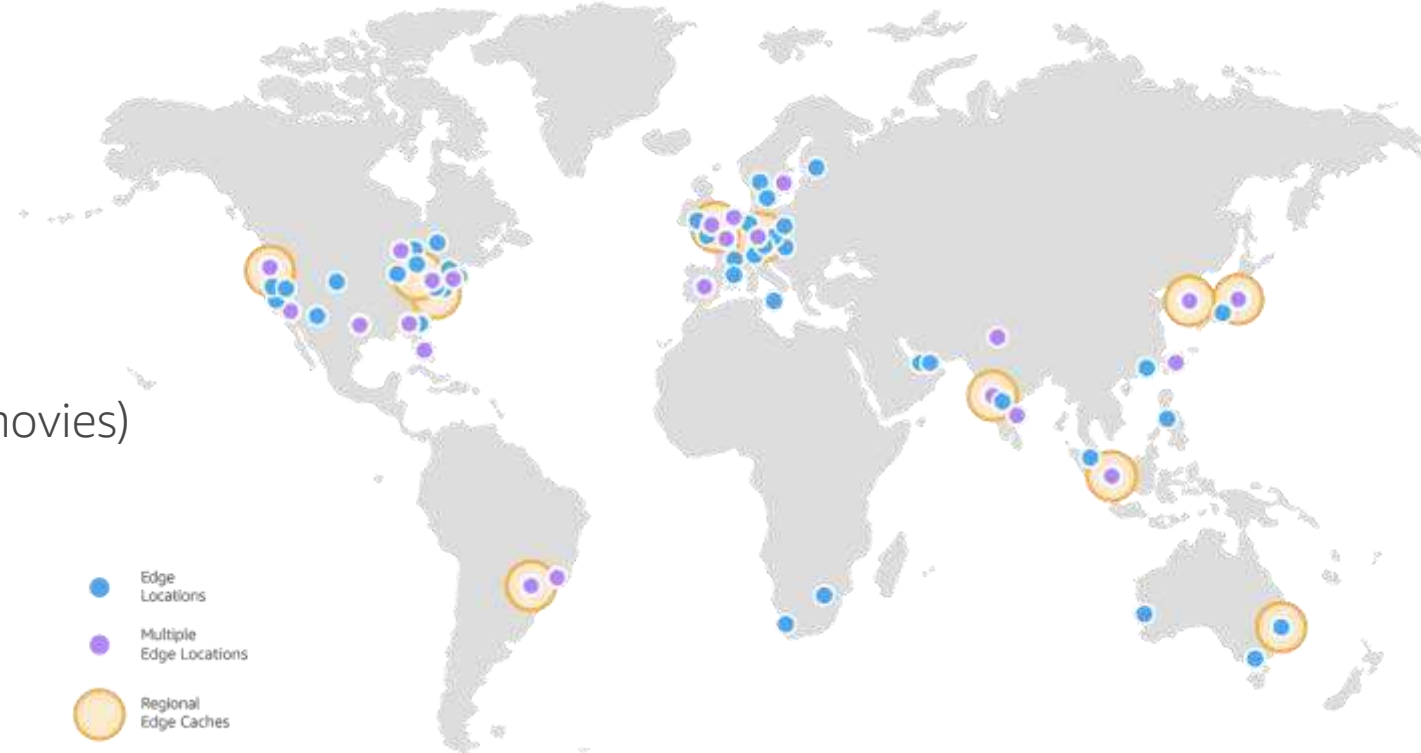 movies)
Edge
Locations
Multiple
Edge Locations
Regional
Edge Caches